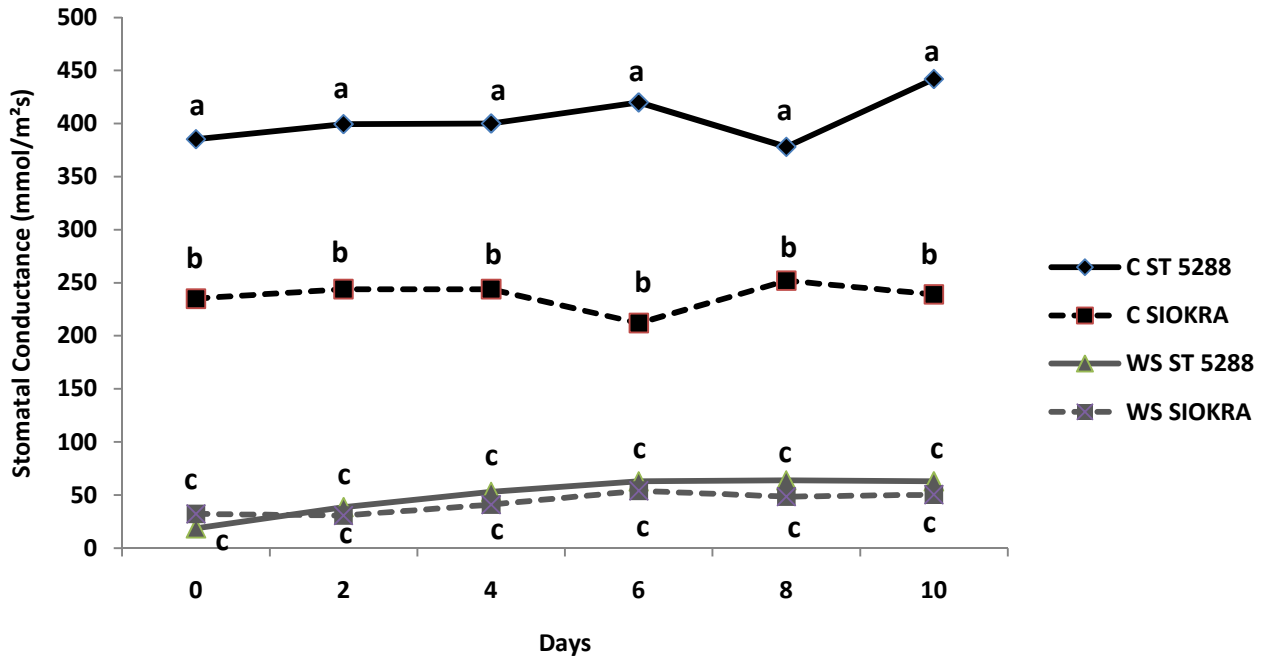 Stomatal Conductance (mmol/m²s)
500
450
400
350
300
250
200
150
100
50
0
a a a a a a
b b b b b b
c c c c c c
c c c c c c
0 2 4 6 8 10
Days
C ST 5288
C SIOKRA
WS ST 5288
WS SIOKRA